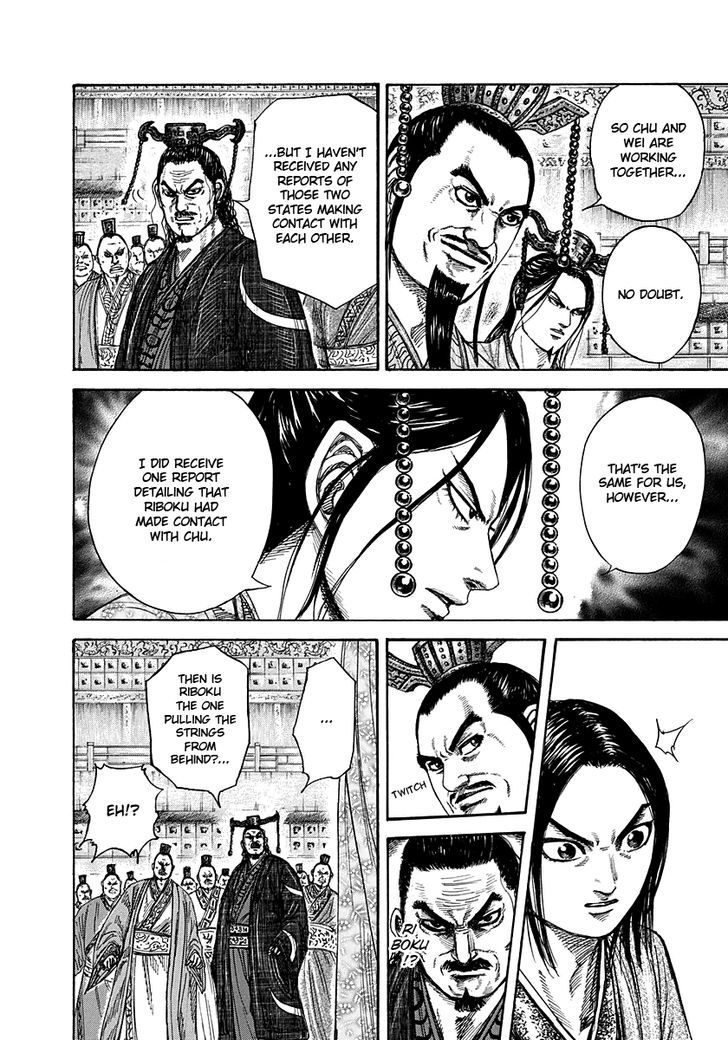 SO CHU AND
WEI ARE
WORKING
TOGETHER...
NO DOUBT.
...BUT I HAVEN'T
RECEIVED ANY
REPORTS OF
THOSE TWO
STATES MAKING
CONTACT WITH
EACH OTHER.
THAT'S THE
SAME FOR US,
HOWEVER...
I DID RECEIVE
ONE REPORT
DETAILING THAT
RIBOKU HAD
MADE CONTACT
WITH CHU.
TWITCH
RI
BOKU
!?
...
THEN IS
RIBOKU
THE ONE
PULLING THE
STRINGS
FROM
BEHIND?...
EH!?